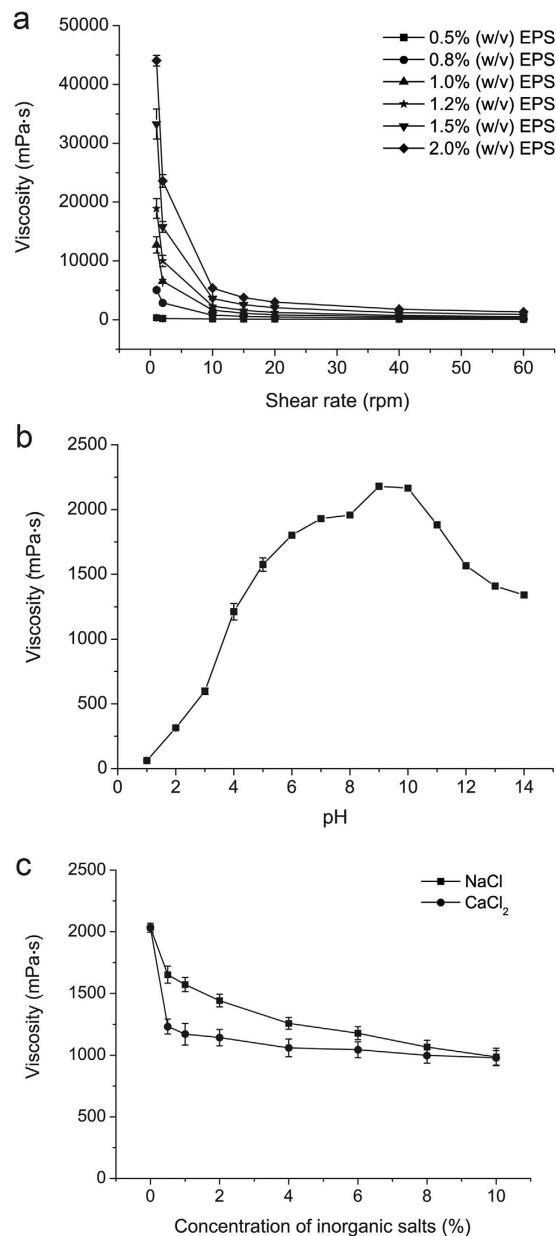 a
50000
40000
30000
20000
10000
0
Viscosity (mPa·s)
0.5% (w/v) EPS
0.8% (w/v) EPS
1.0% (w/v) EPS
1.2% (w/v) EPS
1.5% (w/v) EPS
2.0% (w/v) EPS
0 10 20 30 40 50 60
Shear rate (rpm)
b
2500
2000
1500
1000
500
0
Viscosity (mPa·s)
0 2 4 6 8 10 12 14
pH
c
2500
2000
1500
1000
500
0
Viscosity (mPa·s)
NaCl
CaCl₂
0 2 4 6 8 10
Concentration of inorganic salts (%)